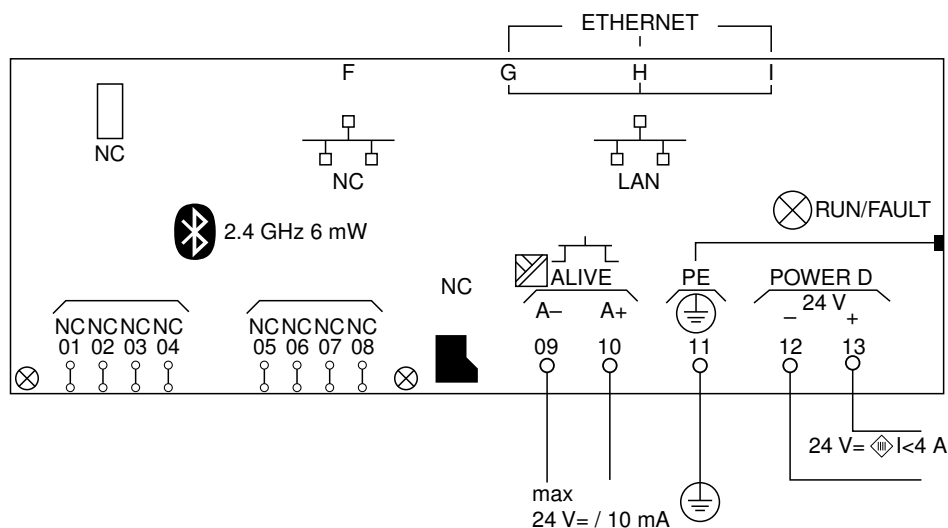 ETHERNET
F G H I
NC
NC
LAN
RUN/FAULT
2.4 GHz 6 mW
NC
ALIVE PE POWER D
24 V
A– A+ – +
NC NC NC NC NC NC NC NC
01 02 03 04 05 06 07 08 09 10 11 12 13
24 V= I<4 A
max
24 V= / 10 mA